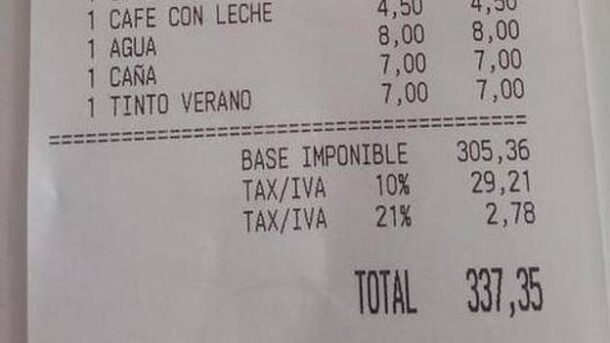 1 CAFE CON LECHE 4,50 4,50
1 AGUA 8,00 8,00
1 CAÑA 7,00 7,00
1 TINTO VERANO 7,00 7,00
================================================
BASE IMPONIBLE 305,36
TAX/IVA 10% 29,21
TAX/IVA 21% 2,78
TOTAL 337,35